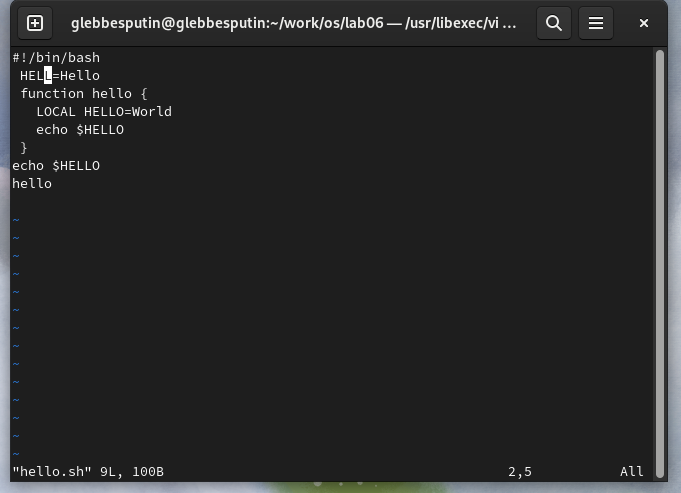 glebbesputin@glebbesputin:~/work/os/lab06 — /usr/libexec/vi ...
#!/bin/bash
 HELL=Hello
 function hello {
   LOCAL HELLO=World
   echo $HELLO
 }
echo $HELLO
hello
~
~
~
~
~
~
~
~
~
~
~
~
~
~
"hello.sh" 9L, 100B 2,5 All